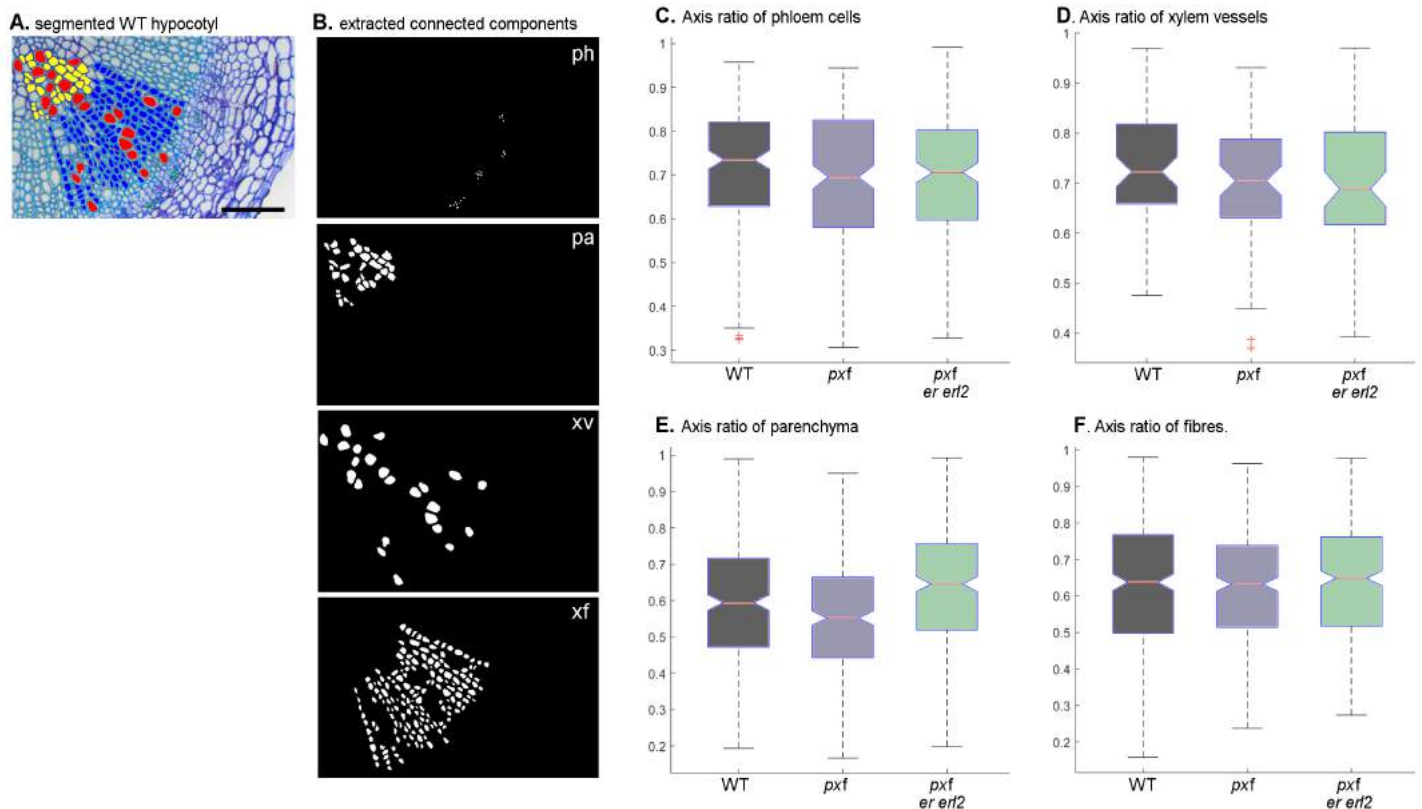 A. segmented WT hypocotyl
B. extracted connected components
ph
pa
xv
xf
C. Axis ratio of phloem cells
1
0.9
0.8
0.7
0.6
0.5
0.4
0.3
WT
pxf
pxf
er erl2
D. Axis ratio of xylem vessels
1
0.9
0.8
0.7
0.6
0.5
0.4
WT
pxf
pxf
er erl2
E. Axis ratio of parenchyma
1
0.9
0.8
0.7
0.6
0.5
0.4
0.3
0.2
WT
pxf
pxf
er erl2
F. Axis ratio of fibres.
1
0.9
0.8
0.7
0.6
0.5
0.4
0.3
0.2
WT
pxf
pxf
er erl2